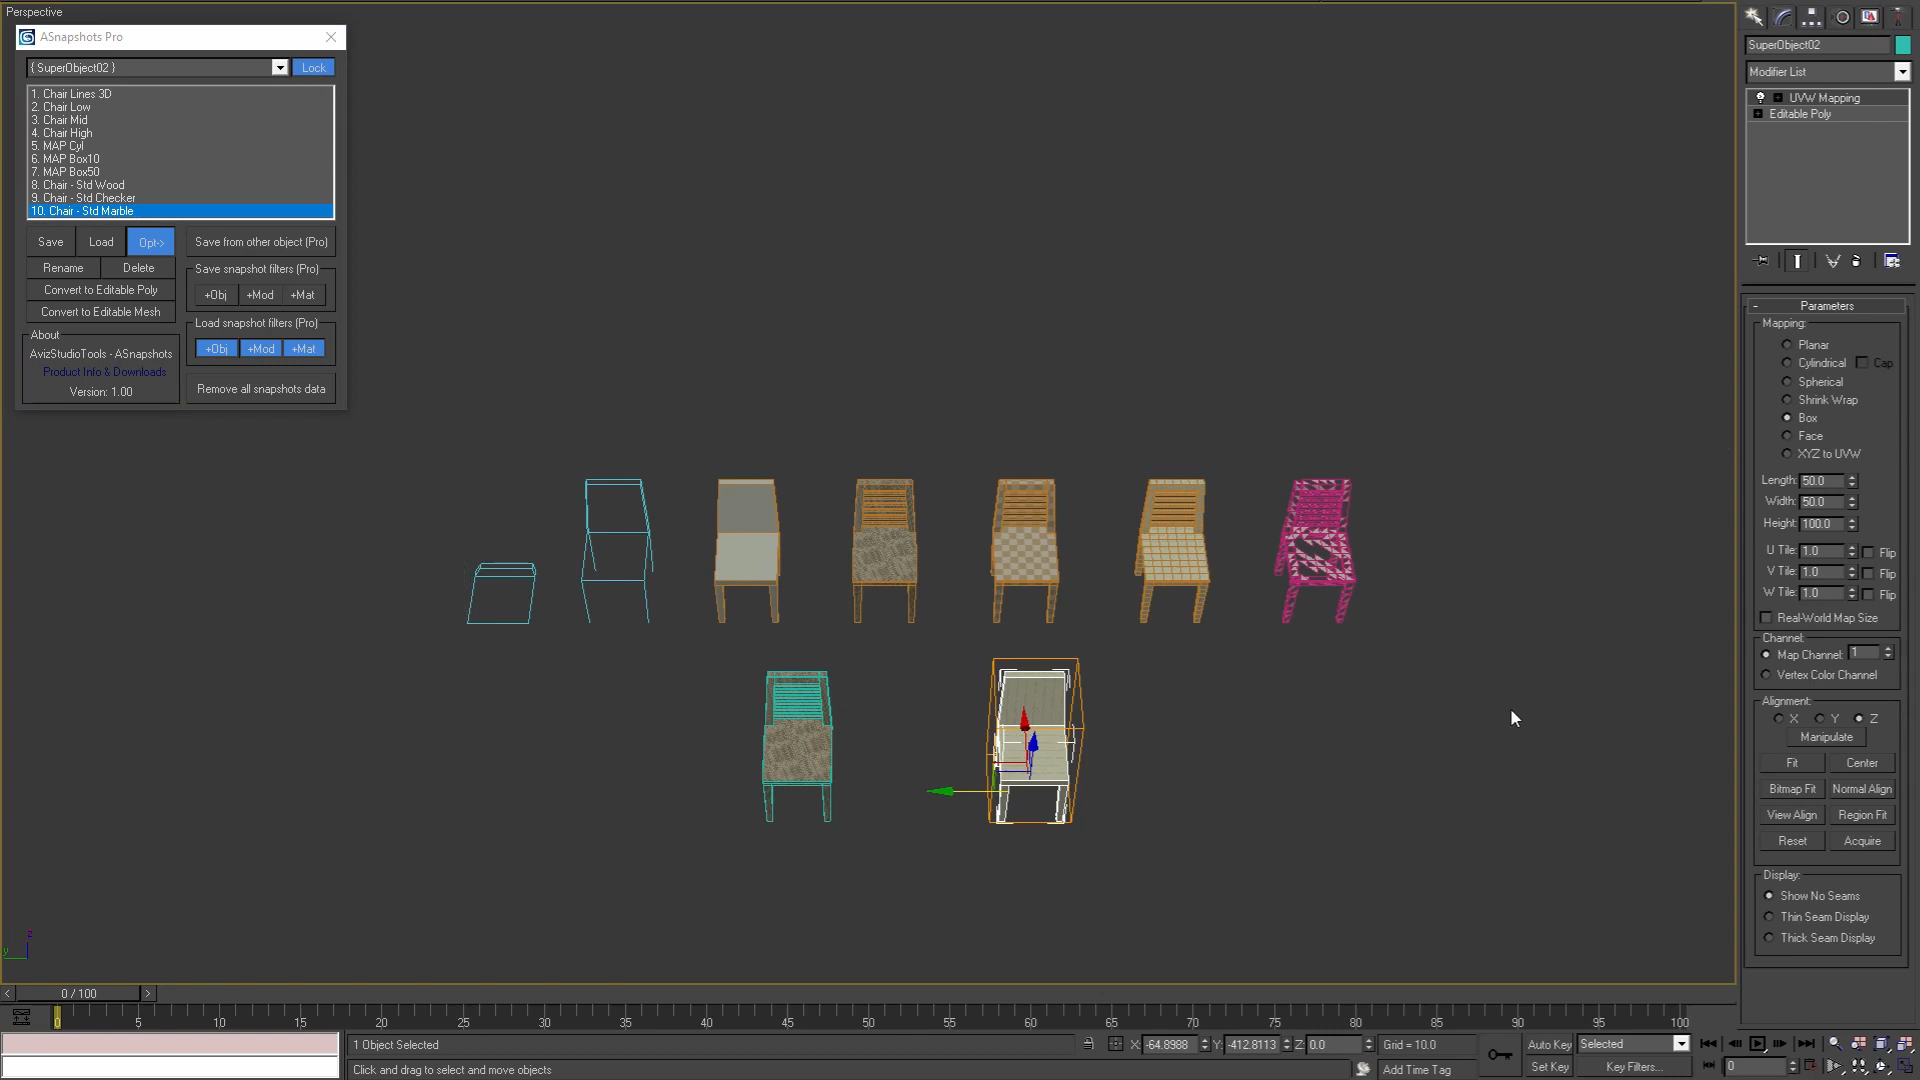 Perspective
ASnapshots Pro
{ SuperObject02 }
Lock
1. Chair Lines 3D
2. Chair Low
3. Chair Mid
4. Chair High
5. MAP Cyl
6. MAP Box10
7. MAP Box50
8. Chair - Std Wood
9. Chair - Std Checker
10. Chair - Std Marble
Save Load Opt->
Rename Delete
Convert to Editable Poly
Convert to Editable Mesh
About
AvizStudioTools - ASnapshots
Product Info & Downloads
Version: 1.00
Save from other object (Pro)
Save snapshot filters (Pro)
+Obj +Mod +Mat
Load snapshot filters (Pro)
+Obj +Mod +Mat
Remove all snapshots data
SuperObject02
Modifier List
UVW Mapping
Editable Poly
- Parameters
Mapping:
Planar
Cylindrical Cap
Spherical
Shrink Wrap
Box
Face
XYZ to UVW
Length: 50.0
Width: 50.0
Height: 100.0
U Tile: 1.0 Flip
V Tile: 1.0 Flip
W Tile: 1.0 Flip
Real-World Map Size
Channel:
Map Channel: 1
Vertex Color Channel
Alignment:
X Y Z
Manipulate
Fit Center
Bitmap Fit Normal Align
View Align Region Fit
Reset Acquire
Display:
Show No Seams
Thin Seam Display
Thick Seam Display
z
y
< 0 / 100 >
0 5 10 15 20 25 30 35 40 45 50 55 60 65 70 75 80 85 90 95 100
1 Object Selected
X: -64.8988 Y: -412.8113 Z: 0.0
Grid = 10.0
Auto Key Selected
Click and drag to select and move objects
Add Time Tag
Set Key Key Filters...
0